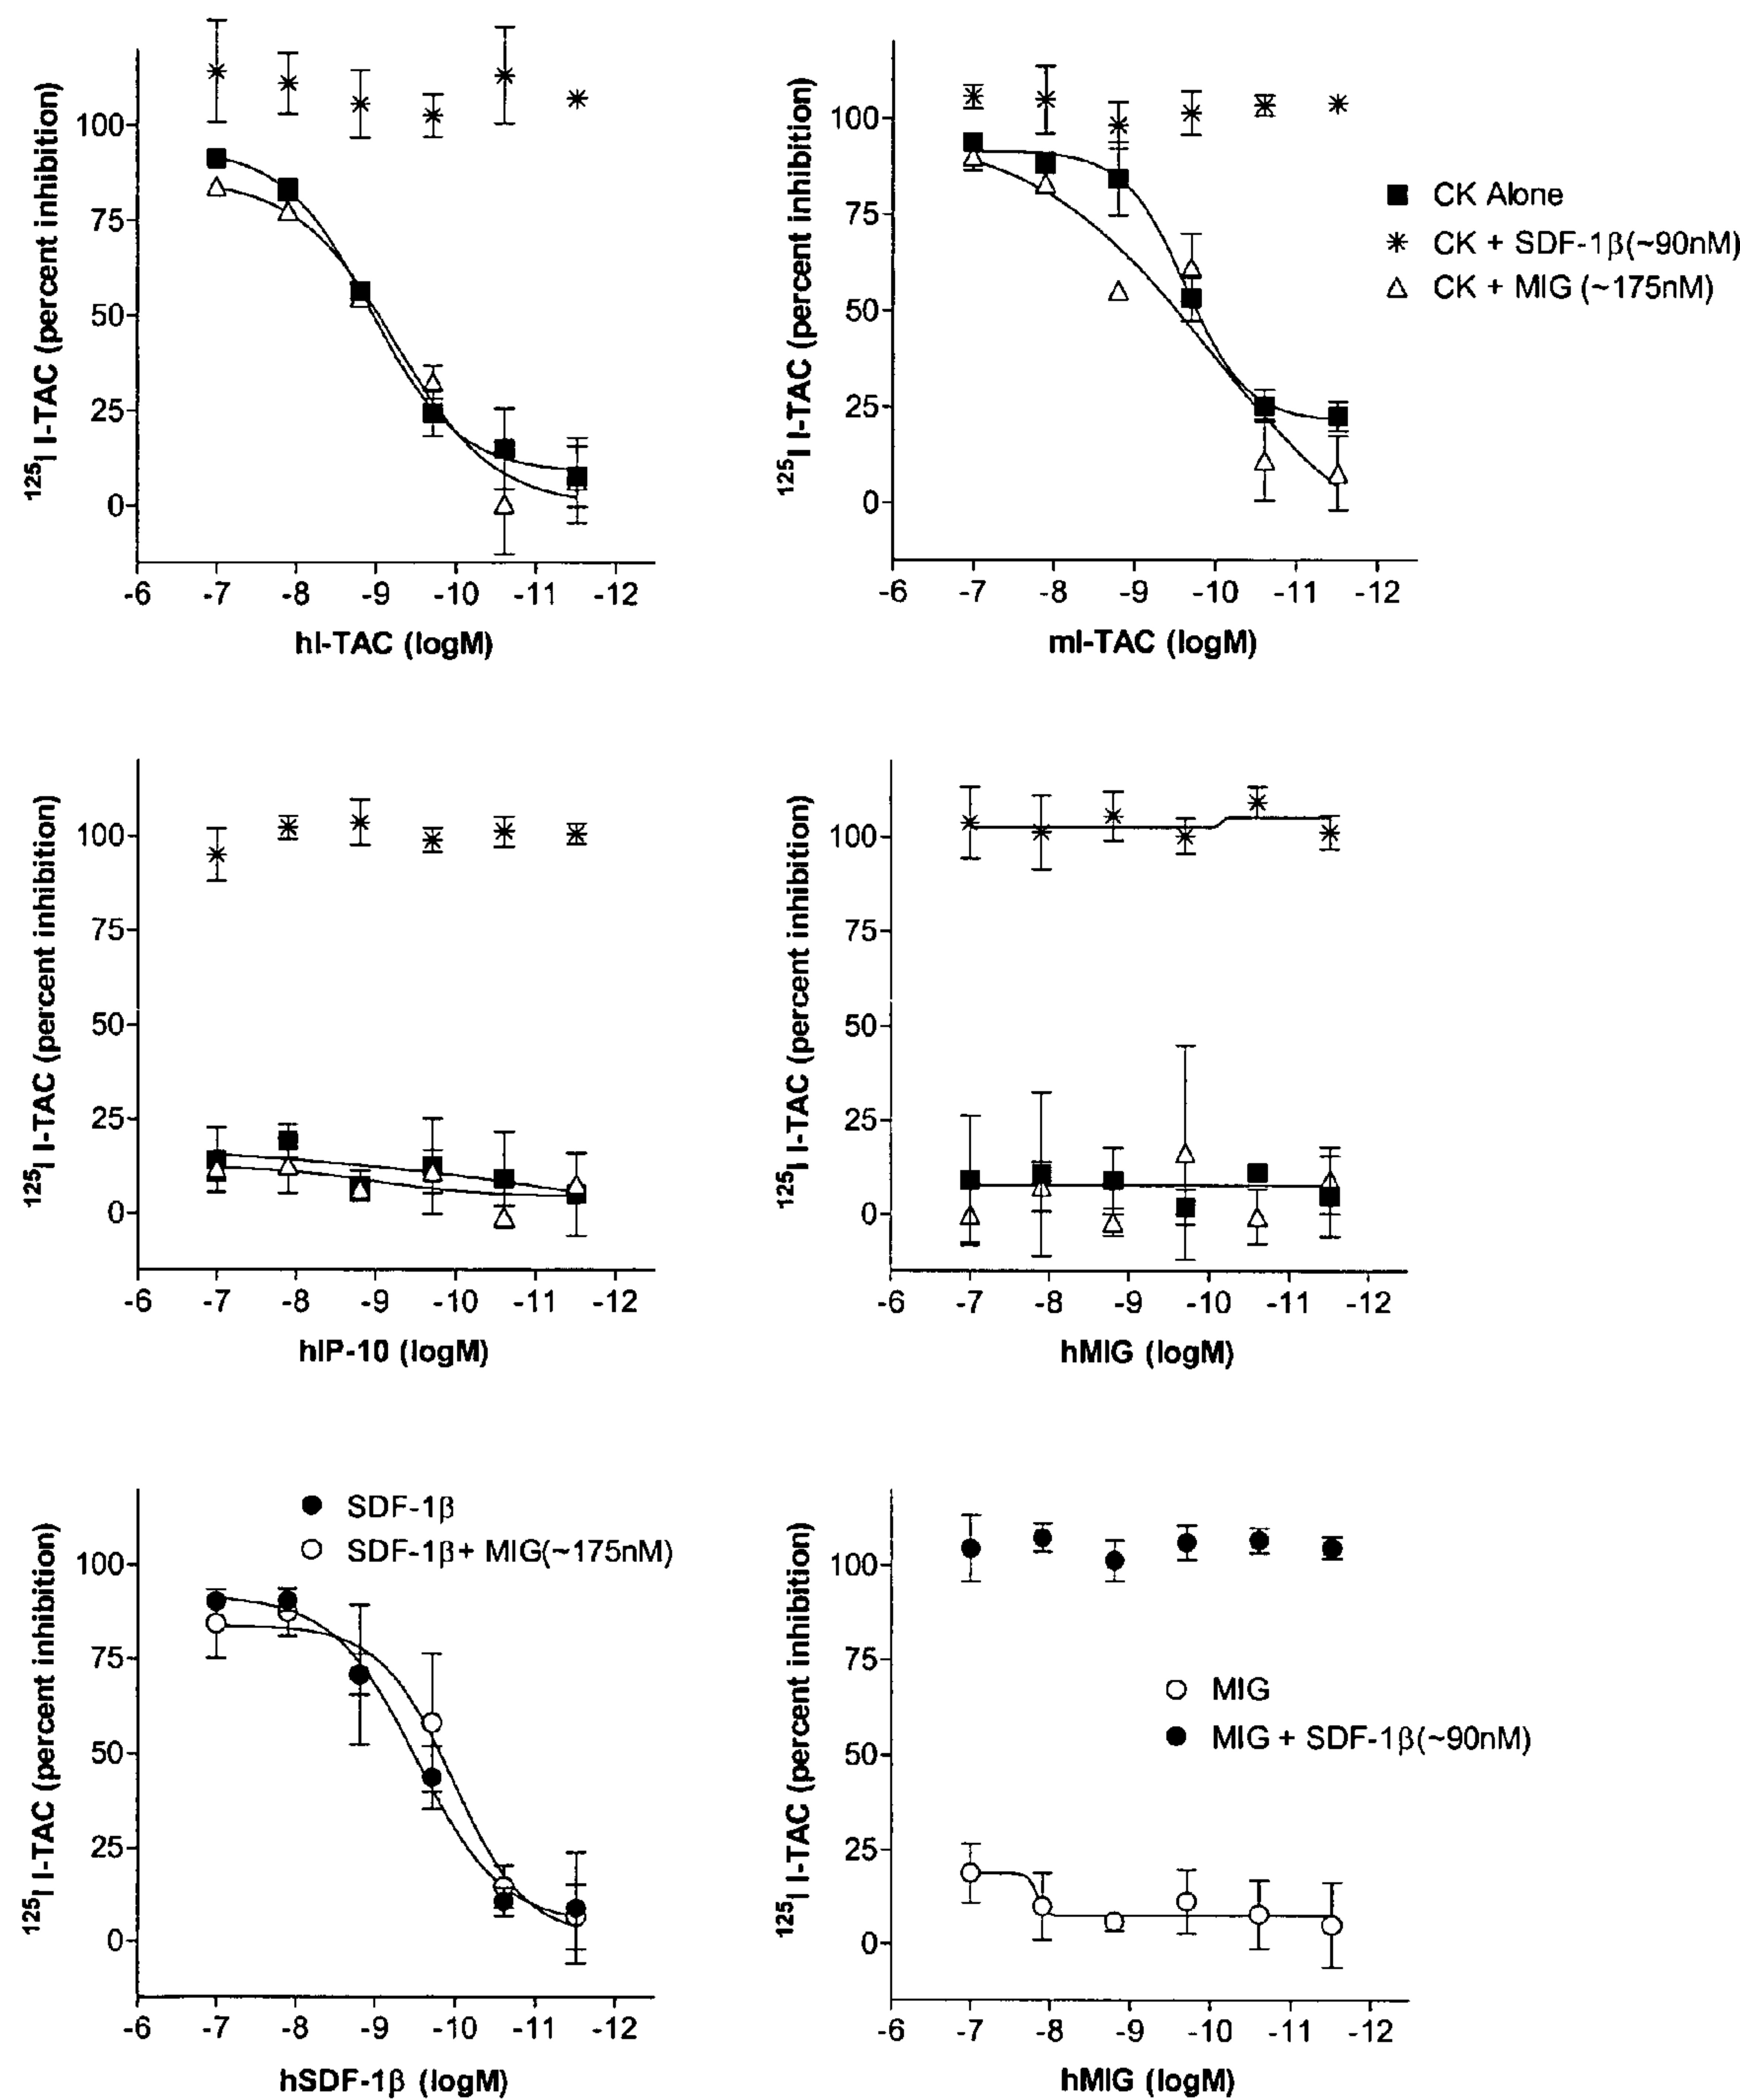 125I I-TAC (percent inhibition)
100
75
50
25
0
-6 -7 -8 -9 -10 -11 -12
hI-TAC (logM)
125I I-TAC (percent inhibition)
100
75
50
25
0
-6 -7 -8 -9 -10 -11 -12
mI-TAC (logM)
CK Alone
CK + SDF-1β(~90nM)
CK + MIG (~175nM)
125I I-TAC (percent inhibition)
100
75
50
25
0
-6 -7 -8 -9 -10 -11 -12
hIP-10 (logM)
125I I-TAC (percent inhibition)
100
75
50
25
0
-6 -7 -8 -9 -10 -11 -12
hMIG (logM)
SDF-1β
SDF-1β+ MIG(~175nM)
125I I-TAC (percent inhibition)
100
75
50
25
0
-6 -7 -8 -9 -10 -11 -12
hSDF-1β (logM)
125I I-TAC (percent inhibition)
100
75
50
25
0
MIG
MIG + SDF-1β(~90nM)
-6 -7 -8 -9 -10 -11 -12
hMIG (logM)